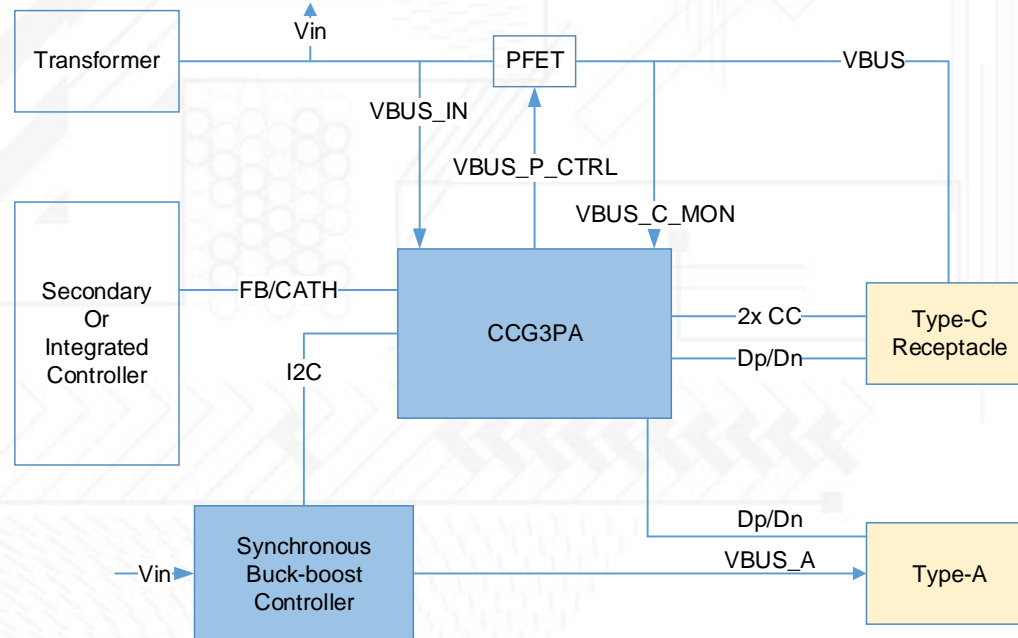 Vin
Transformer
PFET
VBUS
VBUS_IN
VBUS_P_CTRL
VBUS_C_MON
Secondary
Or
Integrated
Controller
FB/CATH
I2C
CCG3PA
2x CC
Dp/Dn
Type-C
Receptacle
Dp/Dn
VBUS_A
Type-A
Vin
Synchronous
Buck-boost
Controller